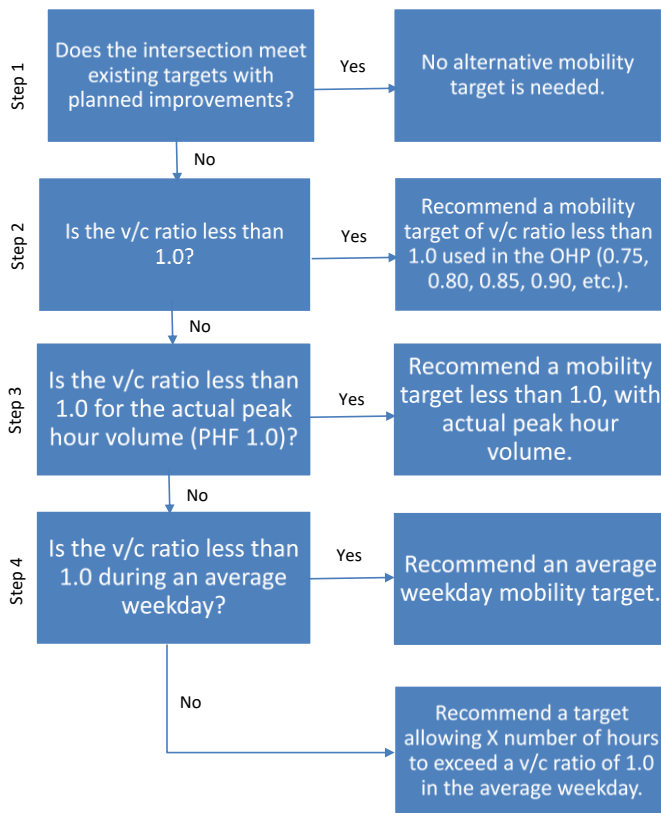 Step 1
Does the intersection meet
existing targets with
planned improvements?
Yes
No alternative mobility
target is needed.
No
Step 2
Is the v/c ratio less than
1.0?
Yes
Recommend a mobility
target of v/c ratio less than
1.0 used in the OHP (0.75,
0.80, 0.85, 0.90, etc.).
No
Step 3
Is the v/c ratio less than
1.0 for the actual peak
hour volume (PHF 1.0)?
Yes
Recommend a mobility
target less than 1.0, with
actual peak hour
volume.
No
Step 4
Is the v/c ratio less than
1.0 during an average
weekday?
Yes
Recommend an average
weekday mobility target.
No
Recommend a target
allowing X number of hours
to exceed a v/c ratio of 1.0
in the average weekday.